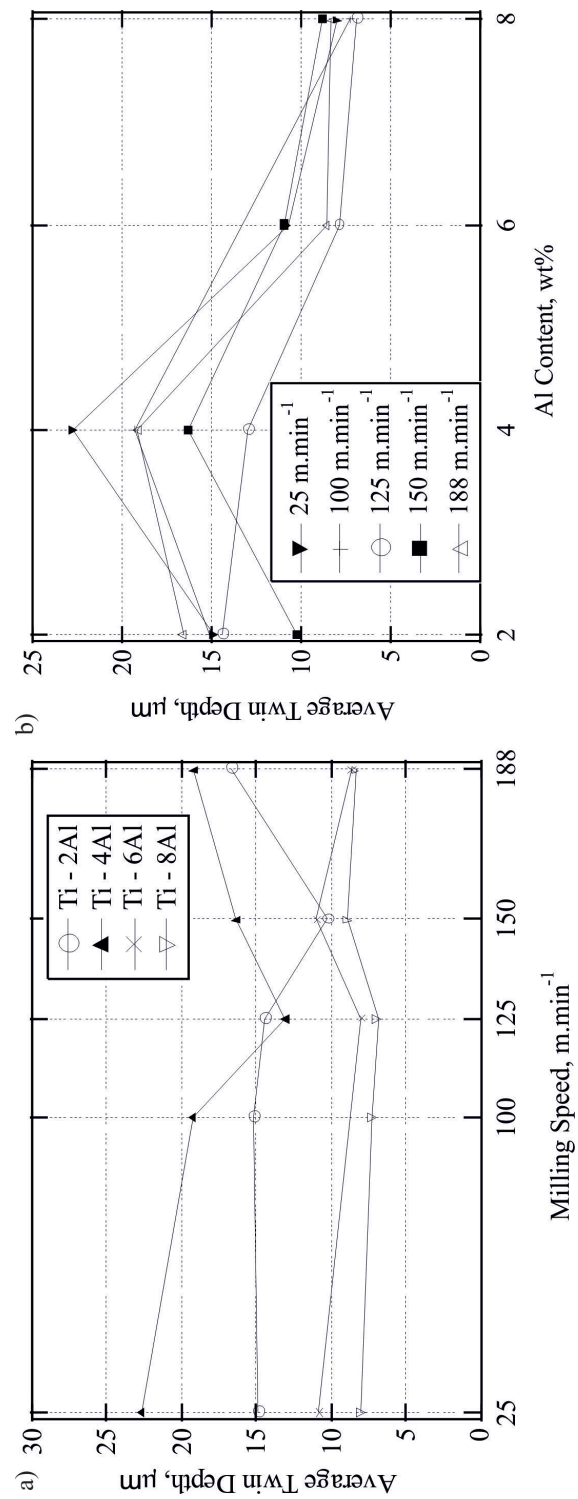 a)
Average Twin Depth, μm
30
25
20
15
10
5
0
25
100
125
150
188
Milling Speed, m.min⁻¹
Ti - 2Al
Ti - 4Al
Ti - 6Al
Ti - 8Al
b)
Average Twin Depth, μm
25
20
15
10
5
0
2
4
6
8
Al Content, wt%
25 m.min⁻¹
100 m.min⁻¹
125 m.min⁻¹
150 m.min⁻¹
188 m.min⁻¹